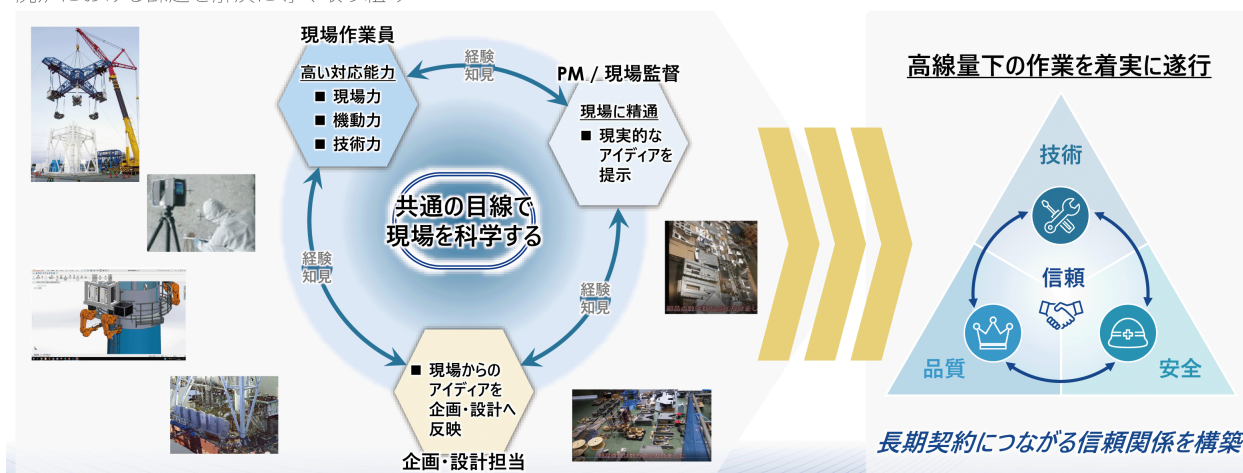 現場作業員
高い対応能力
■ 現場力
■ 機動力
■ 技術力
経験
知見
PM / 現場監督
現場に精通
■ 現実的な
アイディアを
提示
共通の目線で
現場を科学する
経験
知見
経験
知見
■ 現場からの
アイディアを
企画・設計へ
反映
企画・設計担当
高線量下の作業を着実に遂行
技術
信頼
品質
安全
長期契約につながる信頼関係を構築